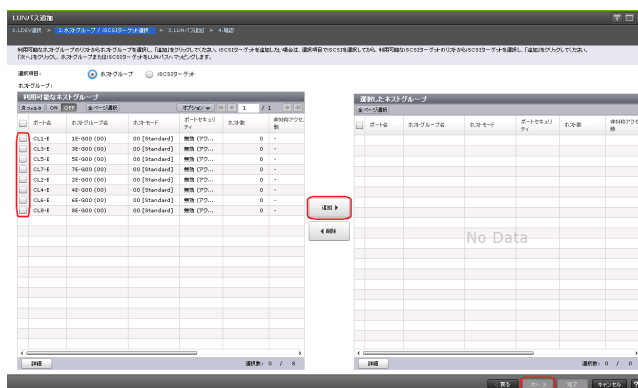 LUNパス追加
1.LDEV選択 > 2.ホストグループ / iSCSIターゲット選択 > 3.LUNパス追加 > 4.確認
利用可能なホストグループのリストからホストグループを選択し、「追加」をクリックしてください。iSCSIターゲットを追加したい場合は、選択項目でiSCSIを選択してから、利用可能なiSCSIターゲットのリストからiSCSIターゲットを選択し、「追加」をクリックしてください。
「次へ」をクリックし、ホストグループまたはiSCSIターゲットをLUNパスへマッピングします。
選択項目: ホストグループ iSCSIターゲット
ホストグループ:
利用可能なホストグループ
フィルタ ON OFF 全ページ選択 オプション 1 / 1
ポート名 ホストグループ名 ホストモード ポートセキュリティ ホスト数 非対称アクセス状態
CL1-E 1E-G00 (00) 00 [Standard] 無効 (アク... 0 -
CL3-E 3E-G00 (00) 00 [Standard] 無効 (アク... 0 -
CL5-E 5E-G00 (00) 00 [Standard] 無効 (アク... 0 -
CL7-E 7E-G00 (00) 00 [Standard] 無効 (アク... 0 -
CL2-E 2E-G00 (00) 00 [Standard] 無効 (アク... 0 -
CL4-E 4E-G00 (00) 00 [Standard] 無効 (アク... 0 -
CL6-E 6E-G00 (00) 00 [Standard] 無効 (アク... 0 -
CL8-E 8E-G00 (00) 00 [Standard] 無効 (アク... 0 -
詳細 選択数: 0 / 8
追加
削除
選択したホストグループ
全ページ選択
ポート名 ホストグループ名 ホストモード ポートセキュリティ ホスト数 非対称アクセス状態
No Data
詳細 選択数: 0 / 0
戻る 次へ 完了 キャンセル ?